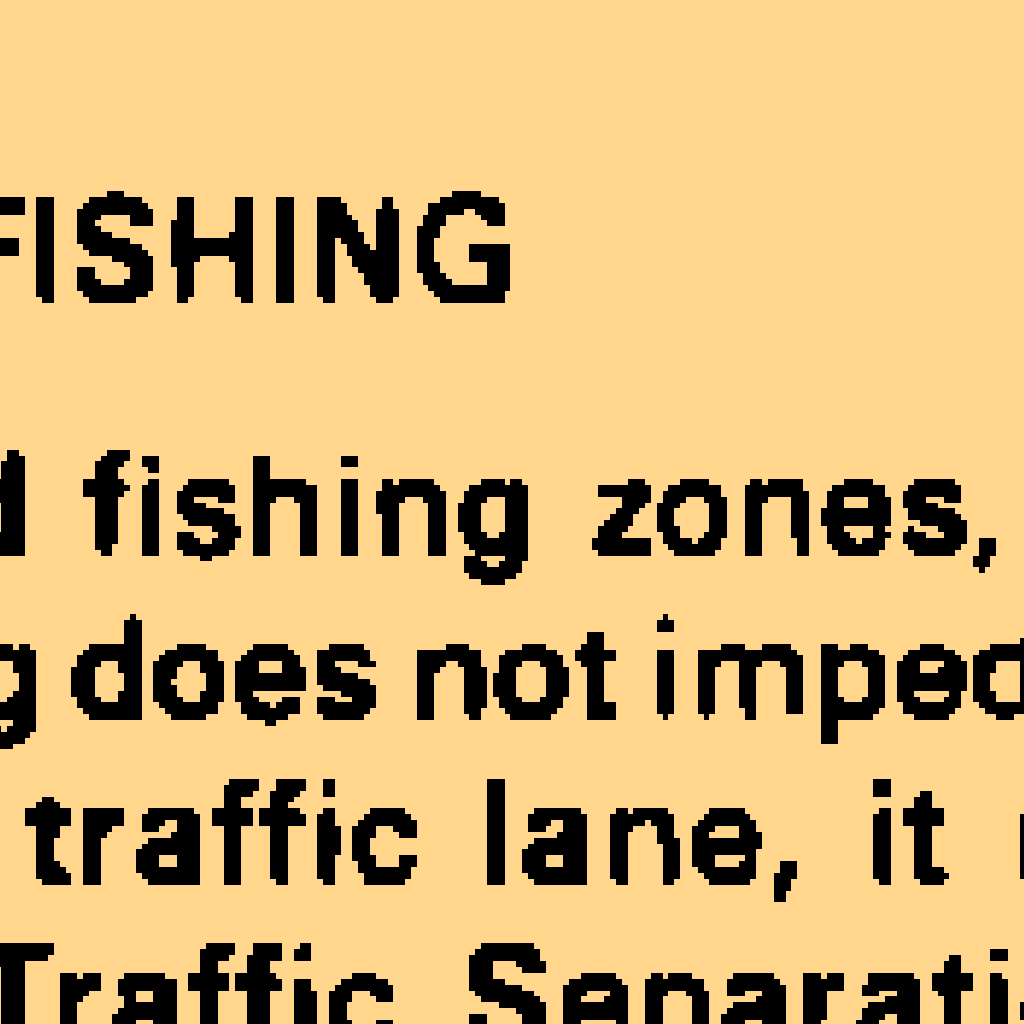 FISHING
d fishing zones,
g does not imped
traffic lane, it
Traffic Separati